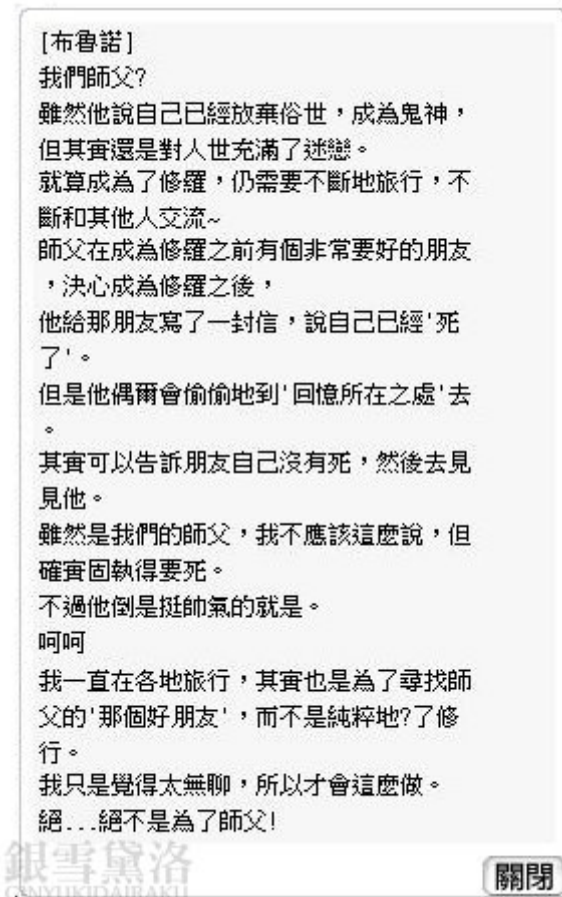 [布魯諾]
我們師父?
雖然他說自己已經放棄俗世，成為鬼神，
但其實還是對人世充滿了迷戀。
就算成為了修羅，仍需要不斷地旅行，不
斷和其他人交流~
師父在成為修羅之前有個非常要好的朋友
，決心成為修羅之後，
他給那朋友寫了一封信，說自己已經'死
了'。
但是他偶爾會偷偷地到'回憶所在之處'去
。
其實可以告訴朋友自己沒有死，然後去見
見他。
雖然是我們的師父，我不應該這麼說，但
確實固執得要死。
不過他倒是挺帥氣的就是。
呵呵
我一直在各地旅行，其實也是為了尋找師
父的'那個好朋友'，而不是純粹地?了修
行。
我只是覺得太無聊，所以才會這麼做。
絕...絕不是為了師父!
銀雪黛洛
GINYUKIDAIRAKU
關閉